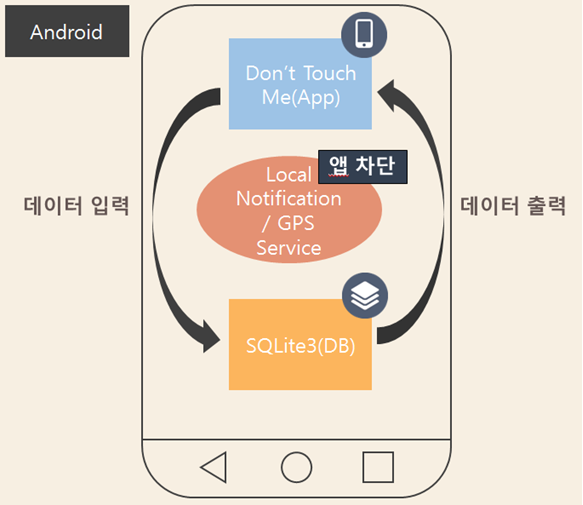 Android
Don't Touch
Me(App)
앱 차단
Local
Notification
/ GPS
Service
데이터 입력
데이터 출력
SQLite3(DB)